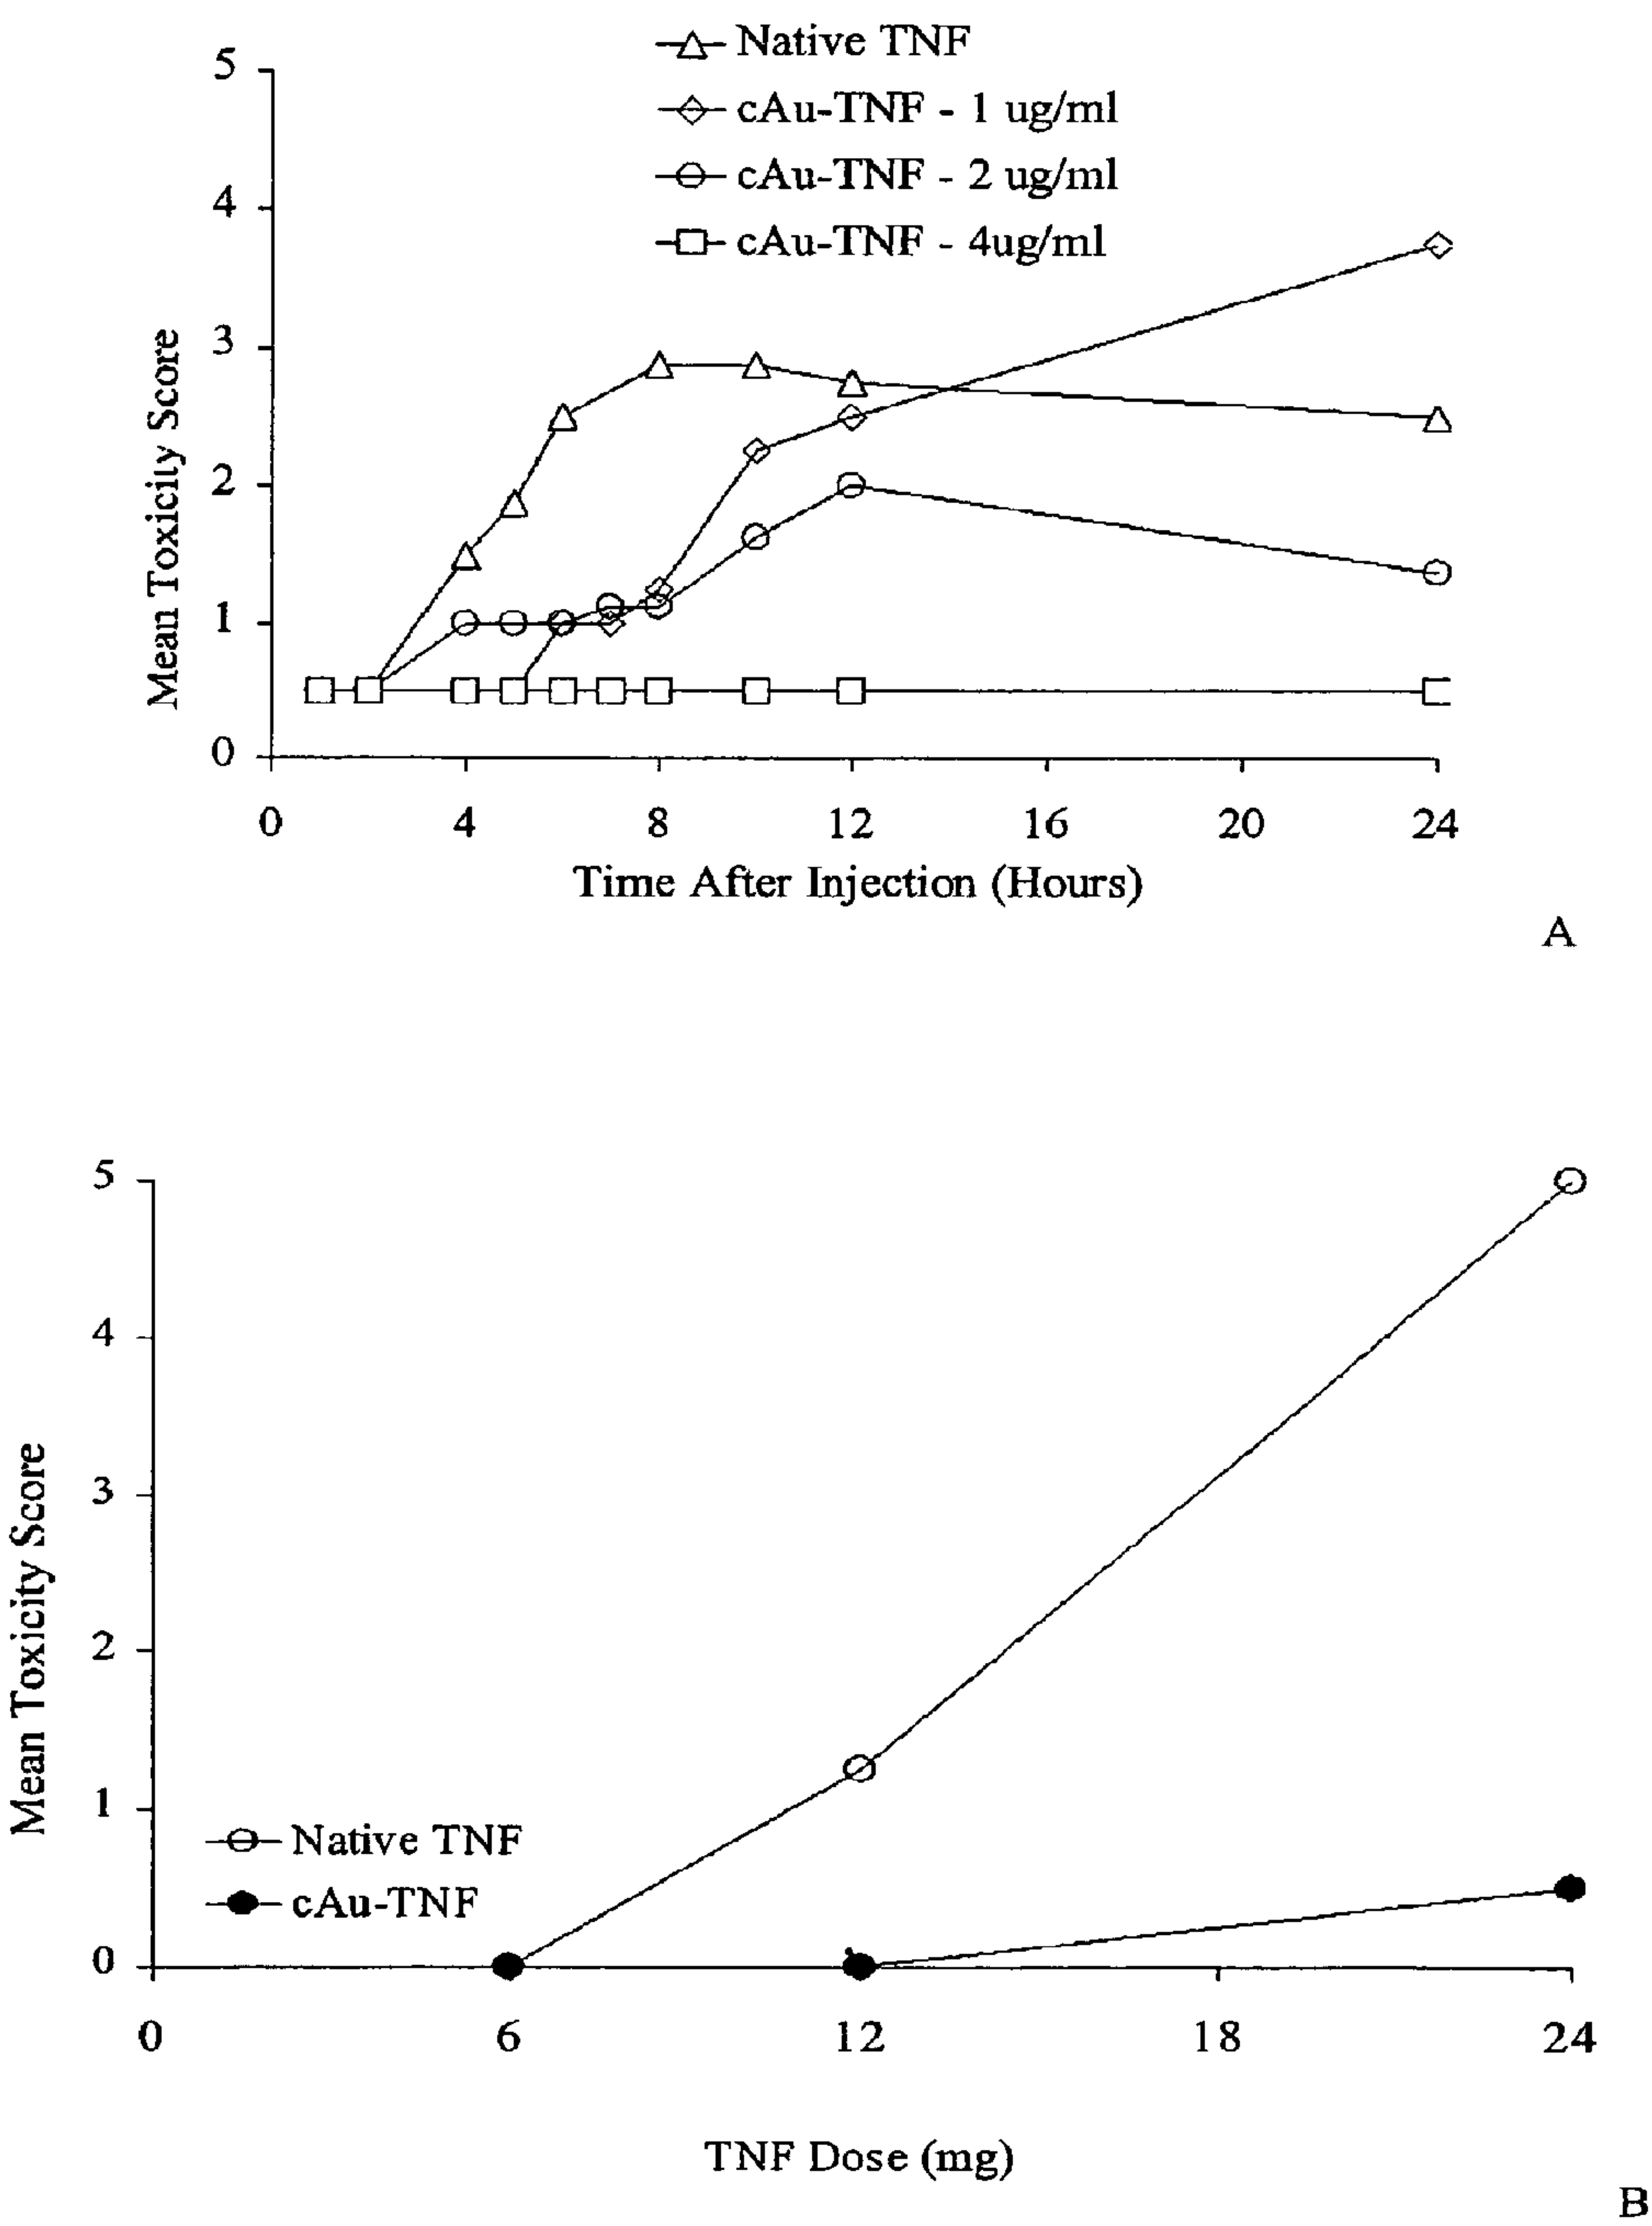 Native TNF
cAu-TNF - 1 ug/ml
cAu-TNF - 2 ug/ml
cAu-TNF - 4ug/ml
5
4
3
2
1
0
Mean Toxicity Score
0 4 8 12 16 20 24
Time After Injection (Hours)
A
5
4
3
2
1
0
Mean Toxicity Score
Native TNF
cAu-TNF
0 6 12 18 24
TNF Dose (mg)
B